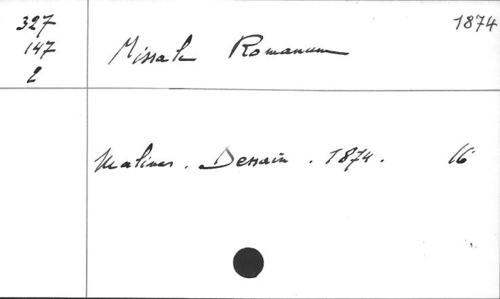 327
147
2
Missale Romanum
1874
Malines. Dessain. 1874. 16